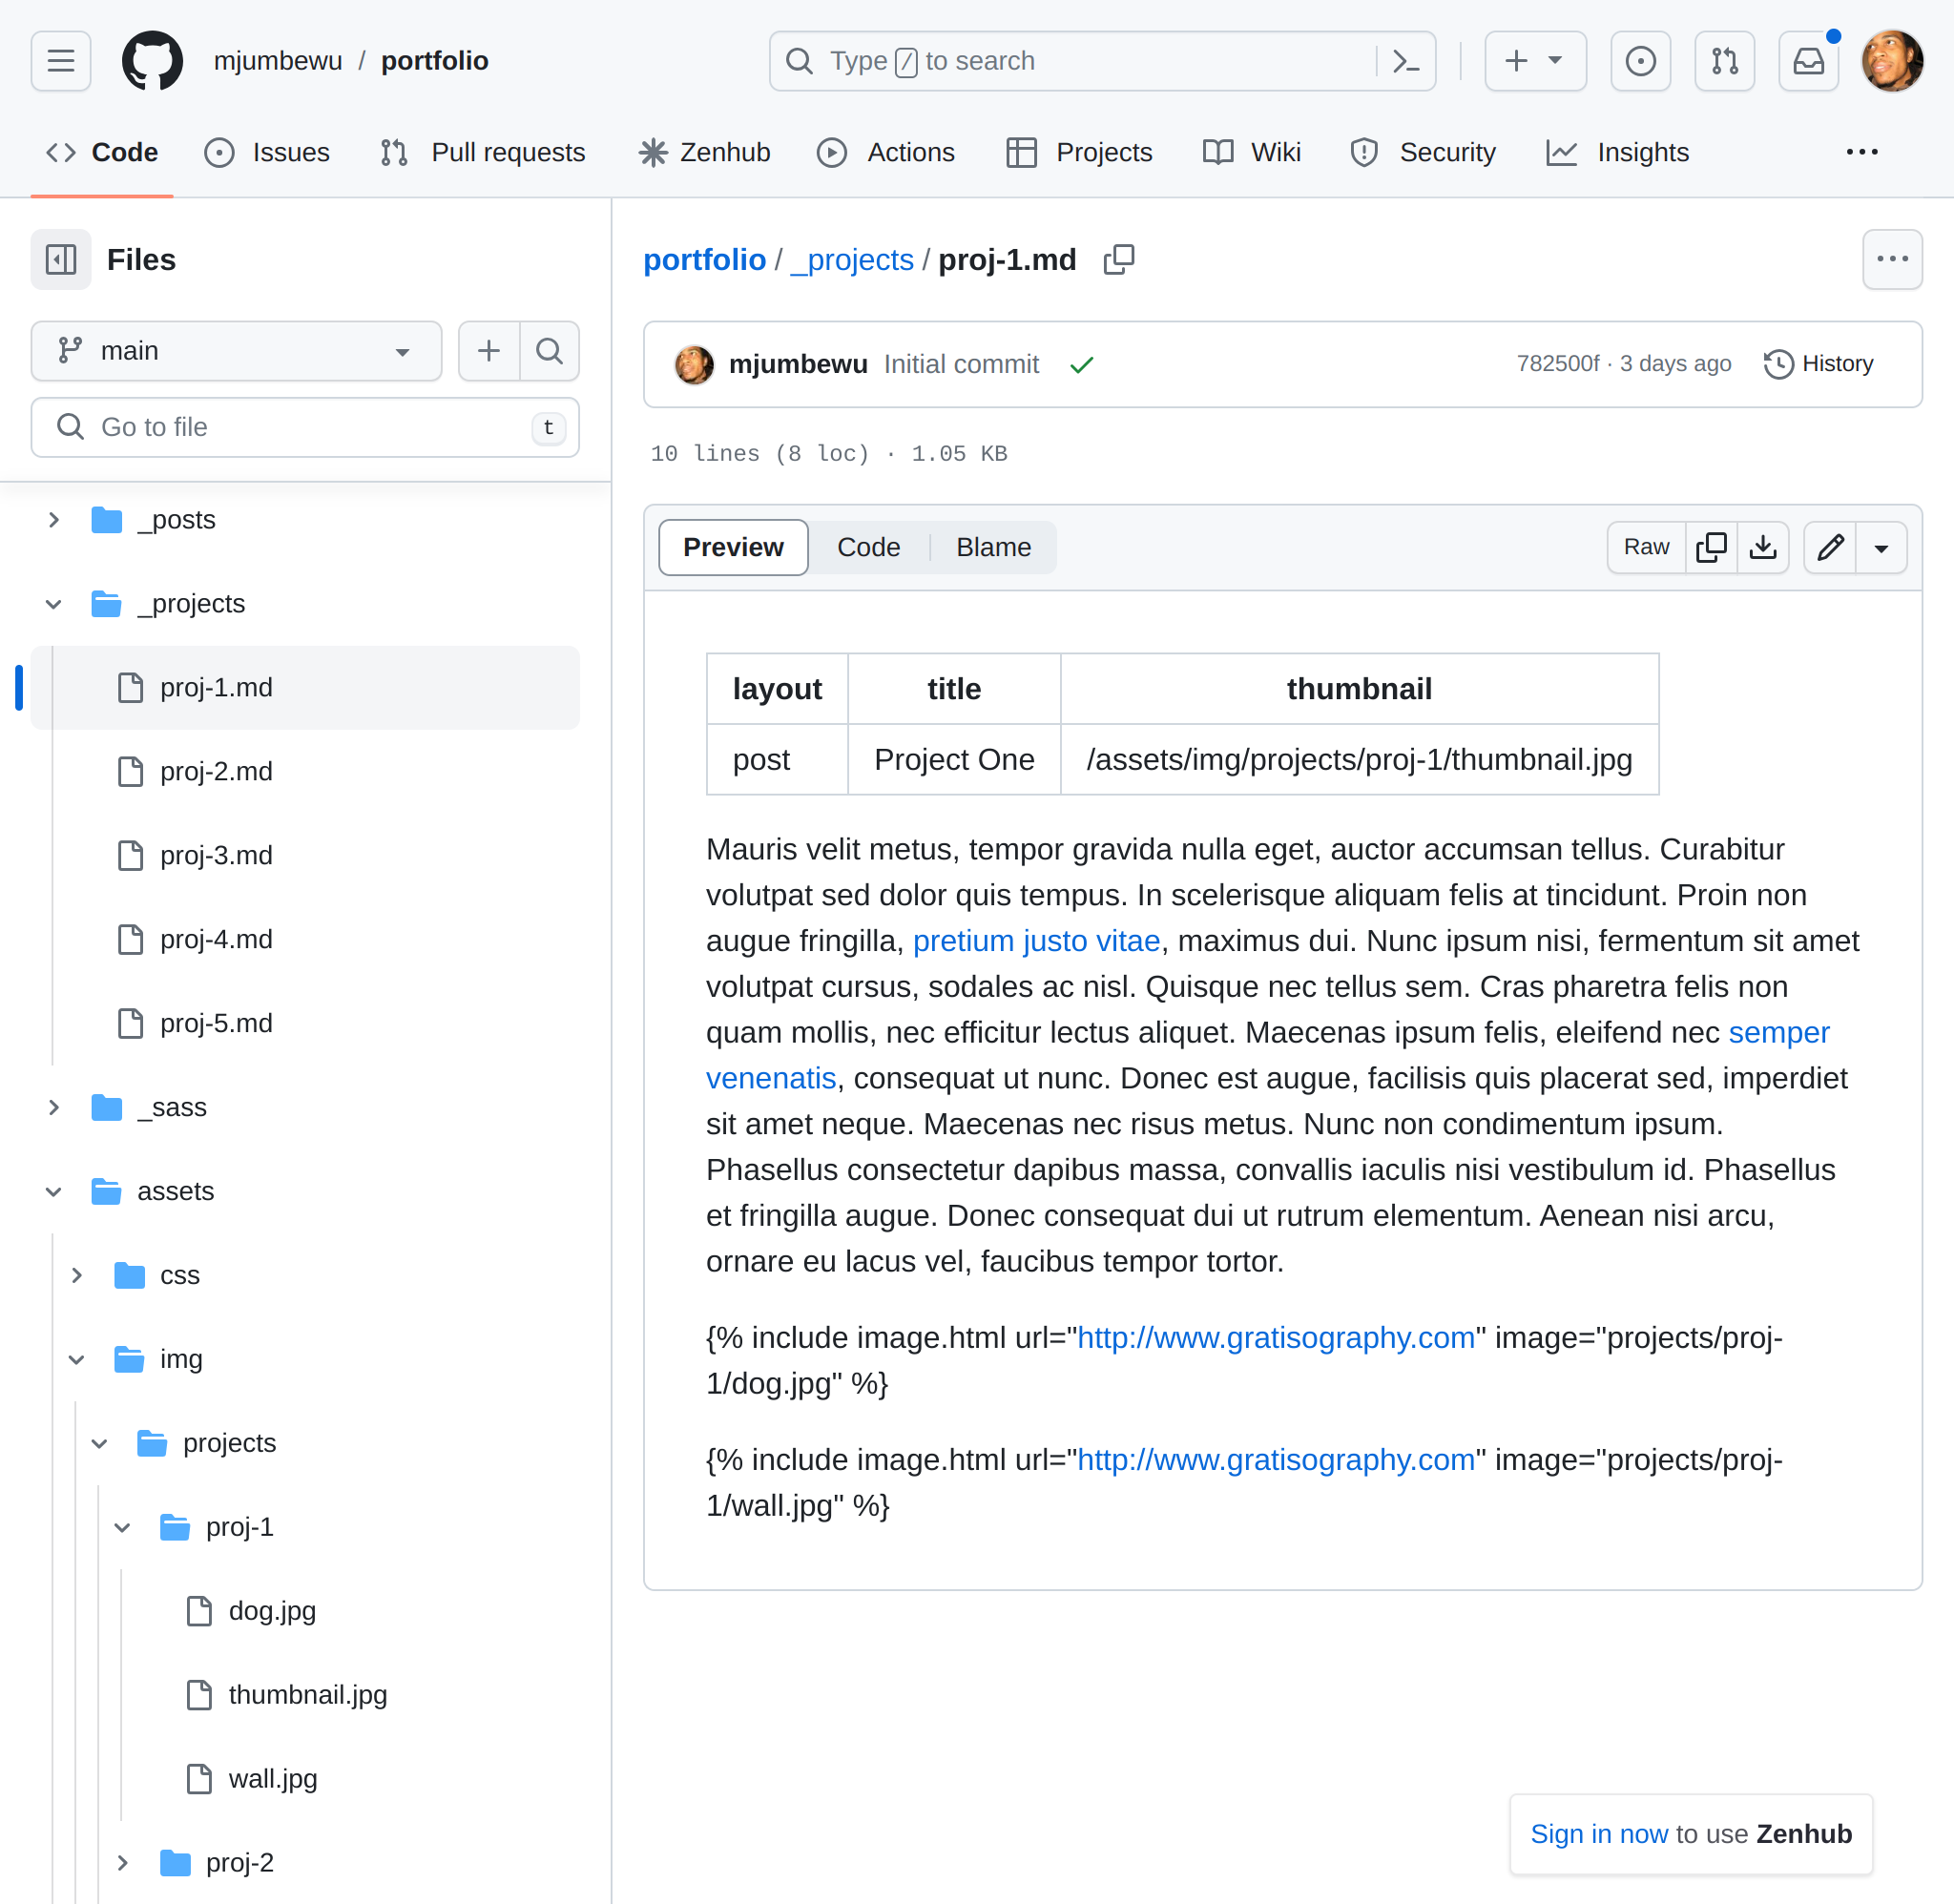 mjumbewu / portfolio
Type / to search
Code Issues Pull requests Zenhub Actions Projects Wiki Security Insights
Files
main
Go to file t
_posts
_projects
proj-1.md
proj-2.md
proj-3.md
proj-4.md
proj-5.md
_sass
assets
css
img
projects
proj-1
dog.jpg
thumbnail.jpg
wall.jpg
proj-2
portfolio / _projects / proj-1.md
mjumbewu Initial commit 782500f · 3 days ago History
10 lines (8 loc) · 1.05 KB
Preview Code Blame Raw
layout title thumbnail
post Project One /assets/img/projects/proj-1/thumbnail.jpg
Mauris velit metus, tempor gravida nulla eget, auctor accumsan tellus. Curabitur
volutpat sed dolor quis tempus. In scelerisque aliquam felis at tincidunt. Proin non
augue fringilla, pretium justo vitae, maximus dui. Nunc ipsum nisi, fermentum sit amet
volutpat cursus, sodales ac nisl. Quisque nec tellus sem. Cras pharetra felis non
quam mollis, nec efficitur lectus aliquet. Maecenas ipsum felis, eleifend nec semper
venenatis, consequat ut nunc. Donec est augue, facilisis quis placerat sed, imperdiet
sit amet neque. Maecenas nec risus metus. Nunc non condimentum ipsum.
Phasellus consectetur dapibus massa, convallis iaculis nisi vestibulum id. Phasellus
et fringilla augue. Donec consequat dui ut rutrum elementum. Aenean nisi arcu,
ornare eu lacus vel, faucibus tempor tortor.
{% include image.html url="http://www.gratisography.com" image="projects/proj-
1/dog.jpg" %}
{% include image.html url="http://www.gratisography.com" image="projects/proj-
1/wall.jpg" %}
Sign in now to use Zenhub